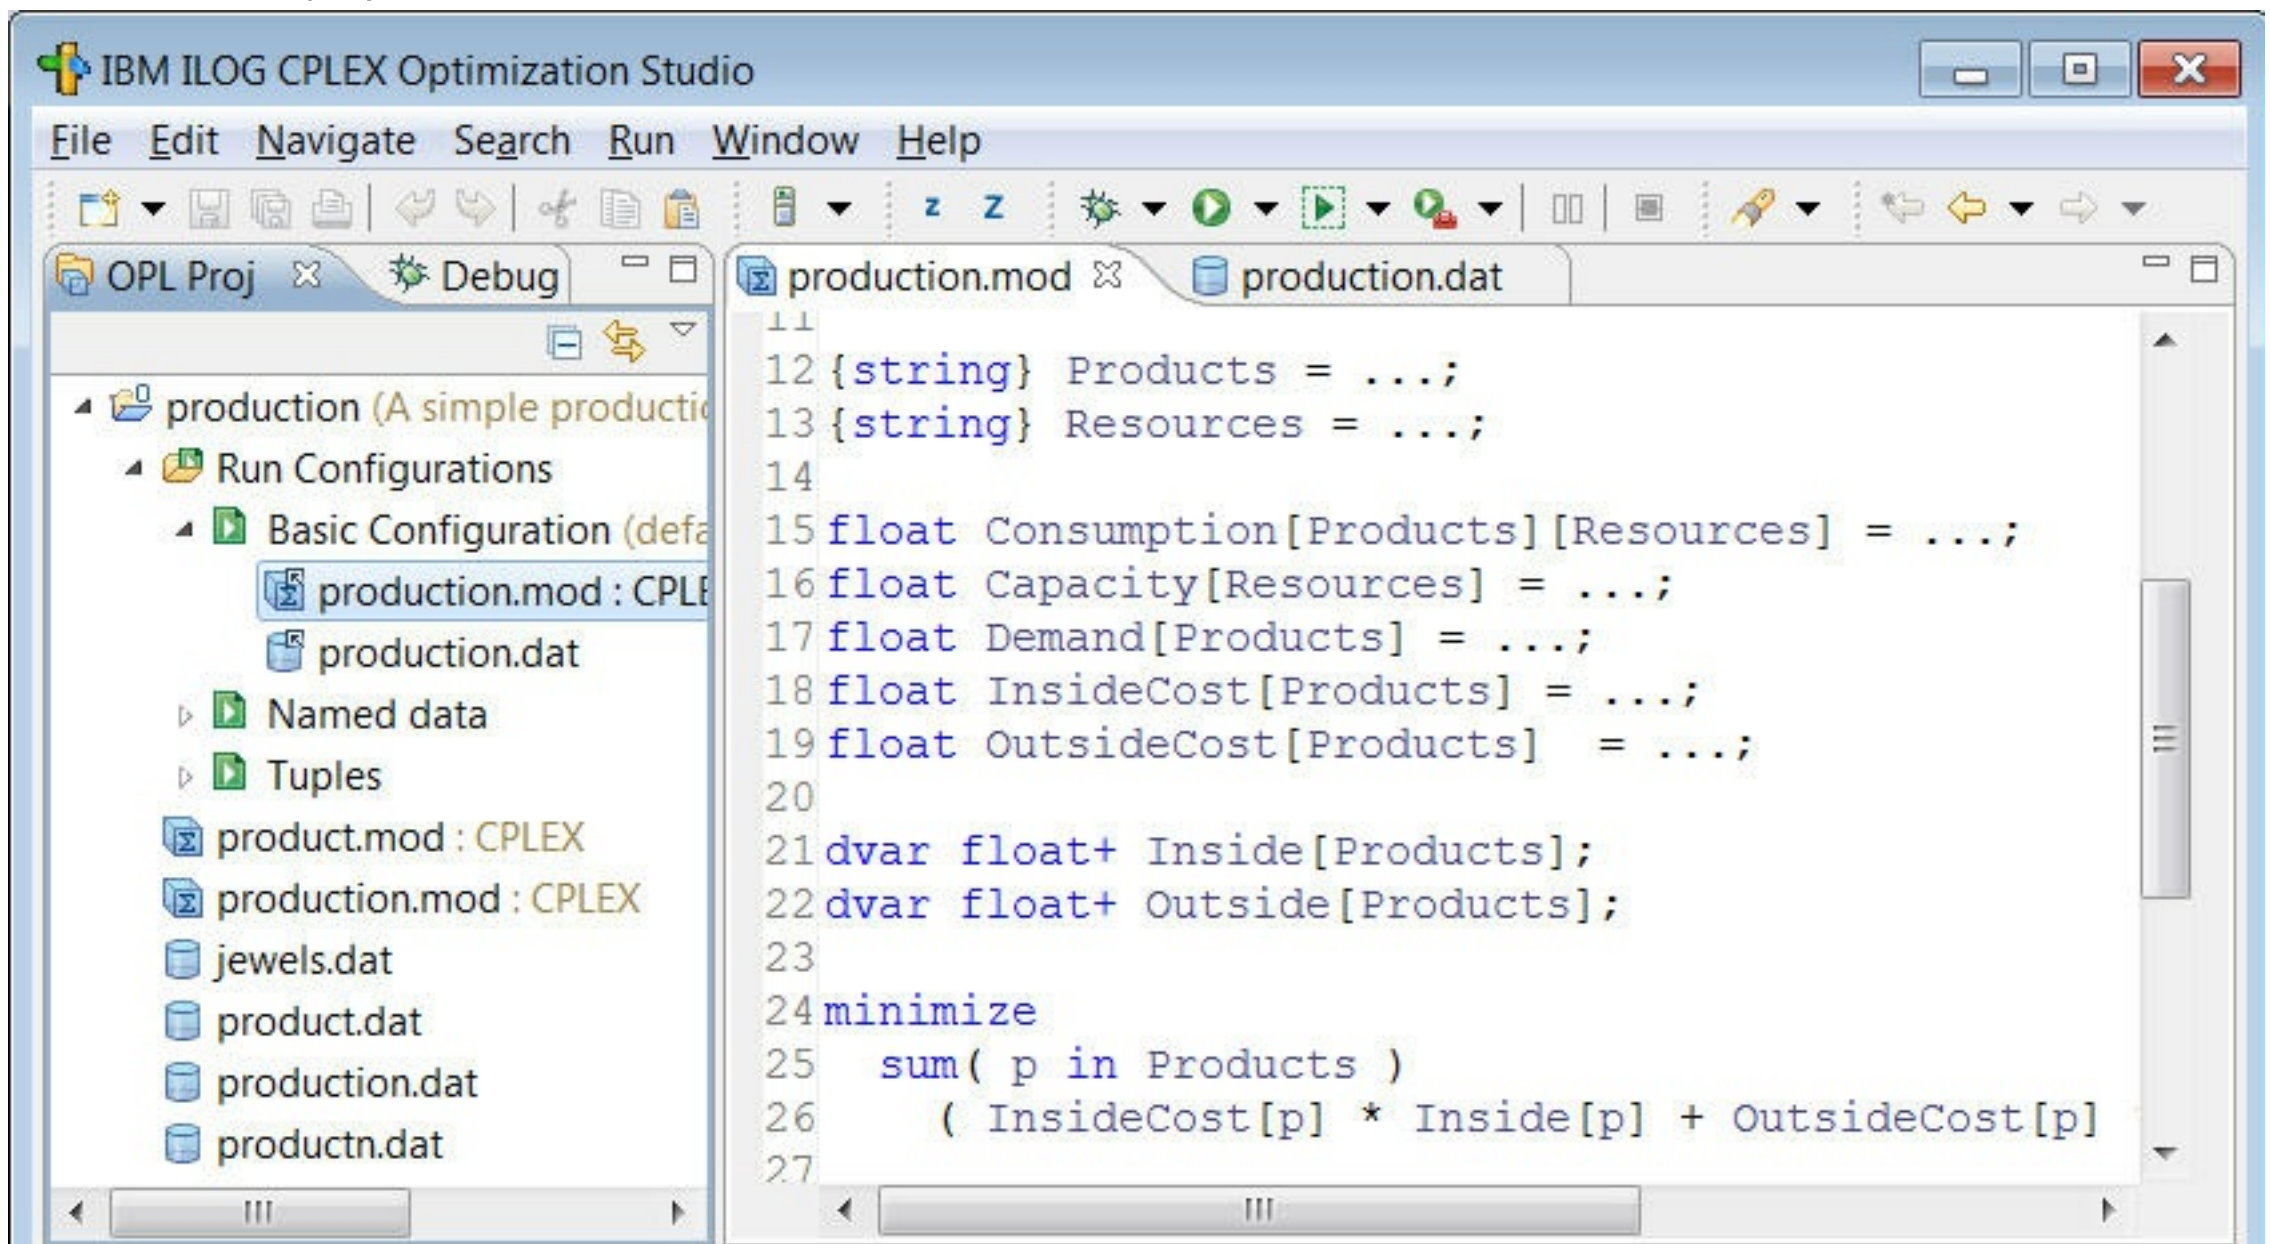 IBM ILOG CPLEX Optimization Studio
File Edit Navigate Search Run Window Help
z Z
OPL Proj Debug
production (A simple productio
Run Configurations
Basic Configuration (defa
production.mod : CPLE
production.dat
Named data
Tuples
product.mod : CPLEX
production.mod : CPLEX
jewels.dat
product.dat
production.dat
productn.dat
production.mod production.dat
11
12 {string} Products = ...;
13 {string} Resources = ...;
14
15 float Consumption[Products][Resources] = ...;
16 float Capacity[Resources] = ...;
17 float Demand[Products] = ...;
18 float InsideCost[Products] = ...;
19 float OutsideCost[Products]  = ...;
20
21 dvar float+ Inside[Products];
22 dvar float+ Outside[Products];
23
24 minimize
25   sum( p in Products )
26     ( InsideCost[p] * Inside[p] + OutsideCost[p]
27